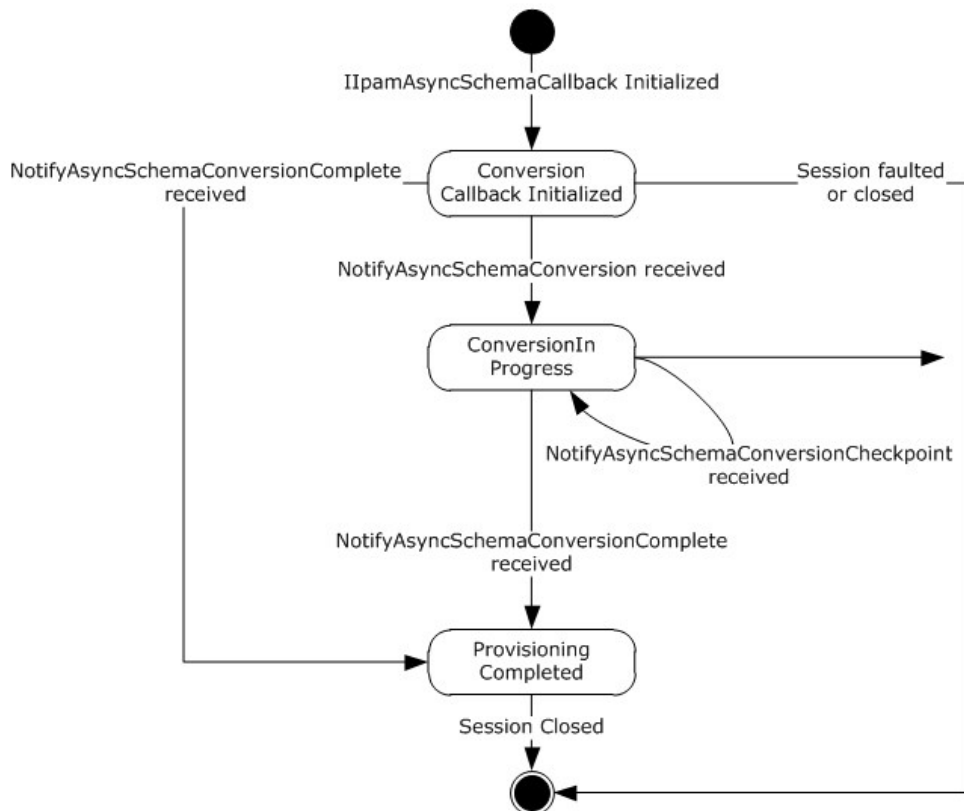 IIpamAsyncSchemaCallback Initialized
NotifyAsyncSchemaConversionComplete
received
Conversion
Callback Initialized
Session faulted
or closed
NotifyAsyncSchemaConversion received
ConversionIn
Progress
NotifyAsyncSchemaConversionCheckpoint
received
NotifyAsyncSchemaConversionComplete
received
Provisioning
Completed
Session Closed